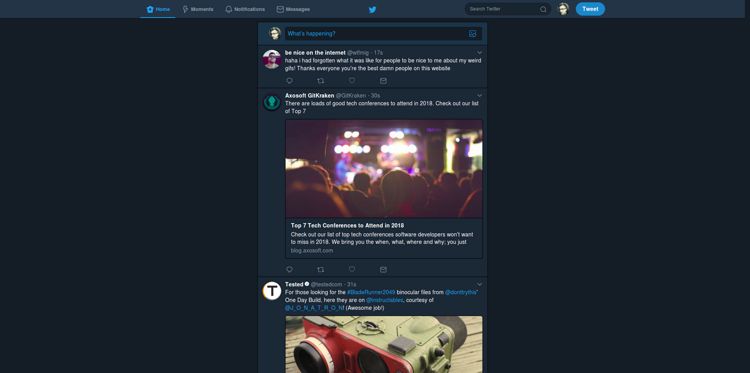 Home Moments Notifications Messages Search Twitter Tweet
What's happening?
be nice on the internet @wtfmig · 17s
haha i had forgotten what it was like for people to be nice to me about my weird
gifs! Thanks everyone you're the best damn people on this website
Axosoft GitKraken @GitKraken · 30s
There are loads of good tech conferences to attend in 2018. Check out our list
of Top 7
Top 7 Tech Conferences to Attend in 2018
Check out our list of top tech conferences software developers won't want
to miss in 2018. We bring you the when, what, where and why; you just
blog.axosoft.com
Tested @testedcom · 31s
For those looking for the #BladeRunner2049 binocular files from @donttrythis'
One Day Build, here they are on @instructables, courtesy of
@J_O_N_A_T_R_O_N! (Awesome job!)